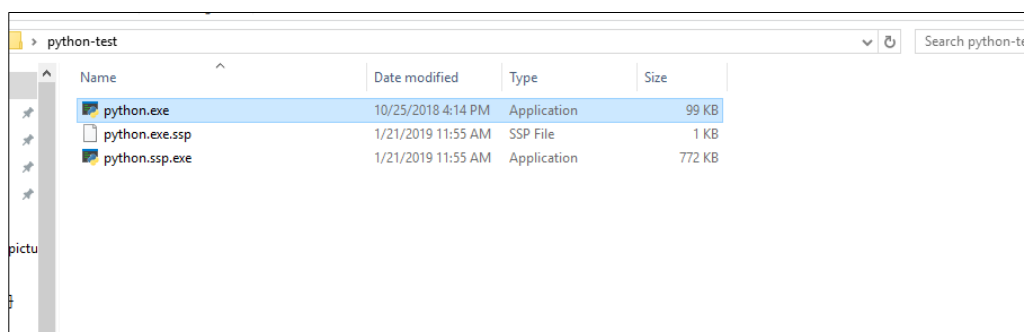 python-test
Search python-te
Name Date modified Type Size
python.exe 10/25/2018 4:14 PM Application 99 KB
python.exe.ssp 1/21/2019 11:55 AM SSP File 1 KB
python.ssp.exe 1/21/2019 11:55 AM Application 772 KB
pictu